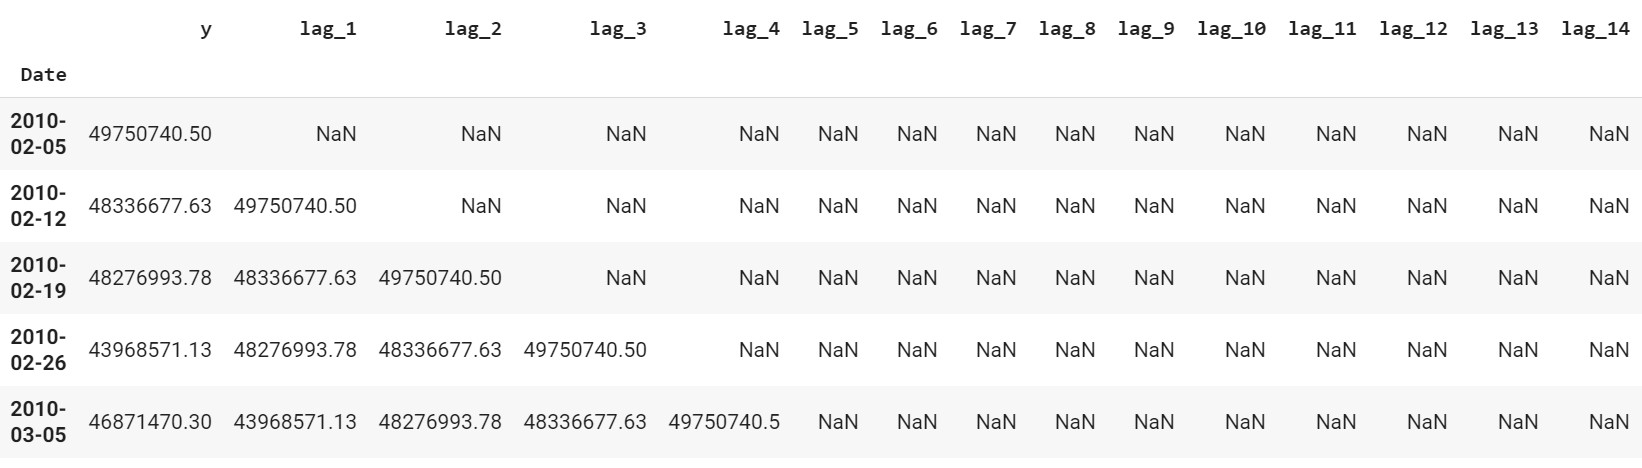 y lag_1 lag_2 lag_3 lag_4 lag_5 lag_6 lag_7 lag_8 lag_9 lag_10 lag_11 lag_12 lag_13 lag_14
Date
2010-
02-05 49750740.50 NaN NaN NaN NaN NaN NaN NaN NaN NaN NaN NaN NaN NaN NaN
2010-
02-12 48336677.63 49750740.50 NaN NaN NaN NaN NaN NaN NaN NaN NaN NaN NaN NaN NaN
2010-
02-19 48276993.78 48336677.63 49750740.50 NaN NaN NaN NaN NaN NaN NaN NaN NaN NaN NaN NaN
2010-
02-26 43968571.13 48276993.78 48336677.63 49750740.50 NaN NaN NaN NaN NaN NaN NaN NaN NaN NaN NaN
2010-
03-05 46871470.30 43968571.13 48276993.78 48336677.63 49750740.5 NaN NaN NaN NaN NaN NaN NaN NaN NaN NaN